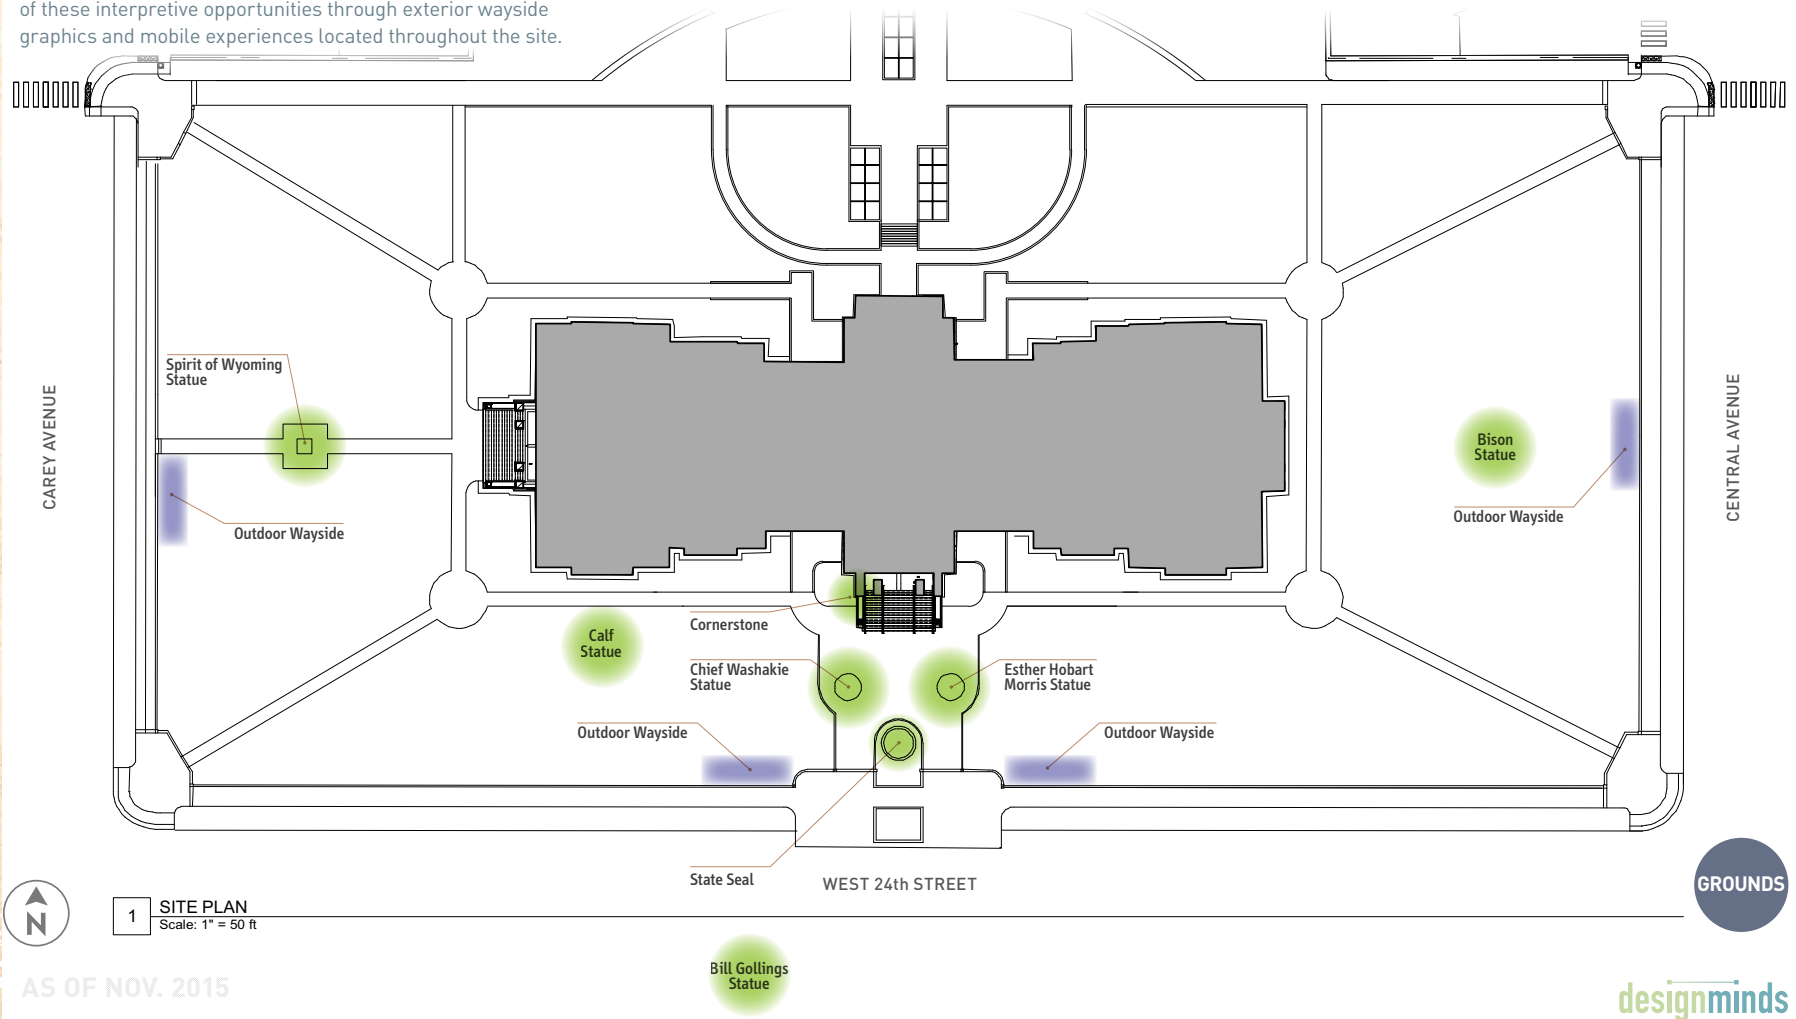 of these interpretive opportunities through exterior wayside
graphics and mobile experiences located throughout the site.
Spirit of Wyoming
Statue
CAREY AVENUE
Outdoor Wayside
Bison
Statue
CENTRAL AVENUE
Outdoor Wayside
Calf
Statue
Cornerstone
Chief Washakie
Statue
Esther Hobart
Morris Statue
Outdoor Wayside
Outdoor Wayside
State Seal
WEST 24th STREET
GROUNDS
N
1
SITE PLAN
Scale: 1" = 50 ft
Bill Gollings
Statue
AS OF NOV. 2015
designminds